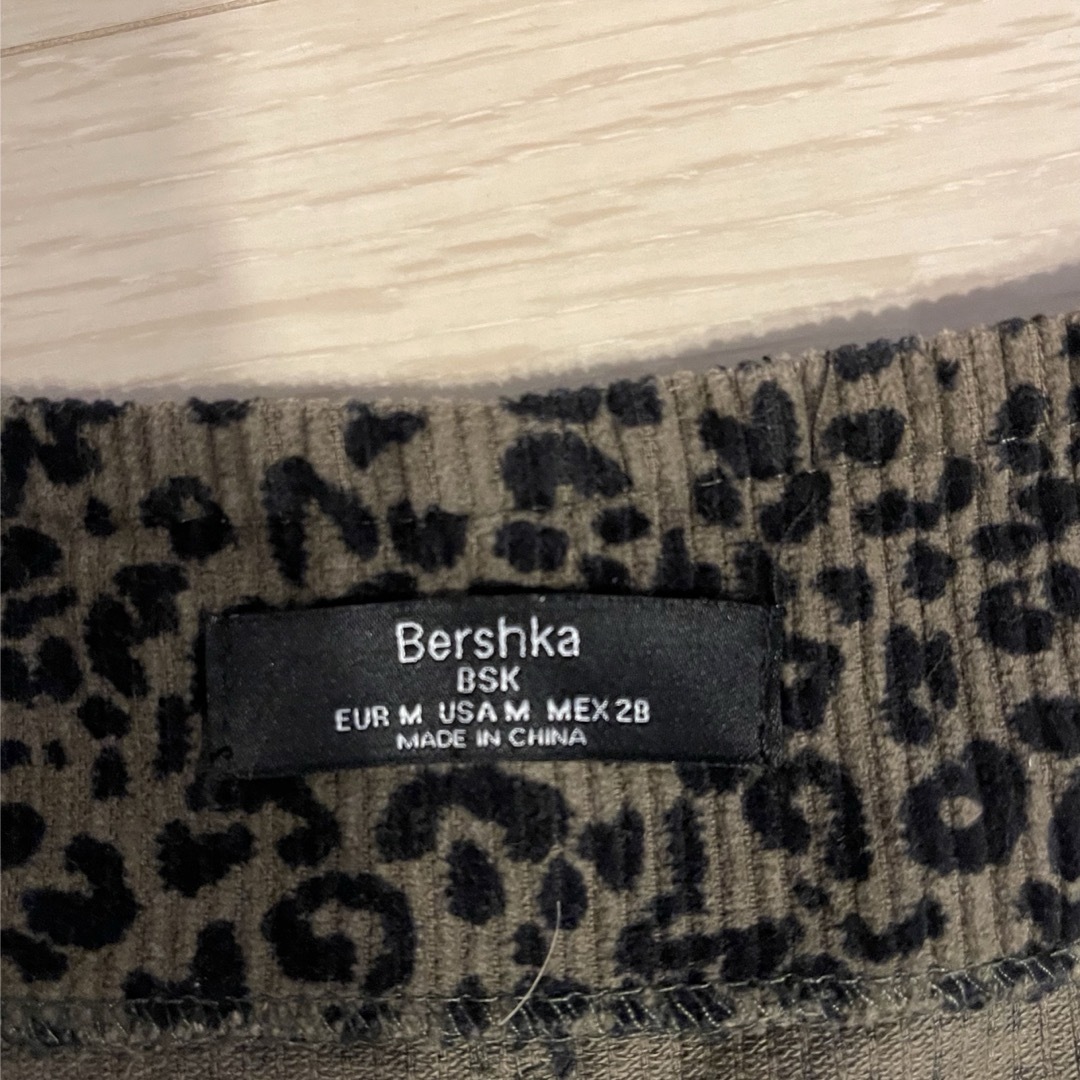 Bershka
BSK
EUR M USA M MEX 28
MADE IN CHINA